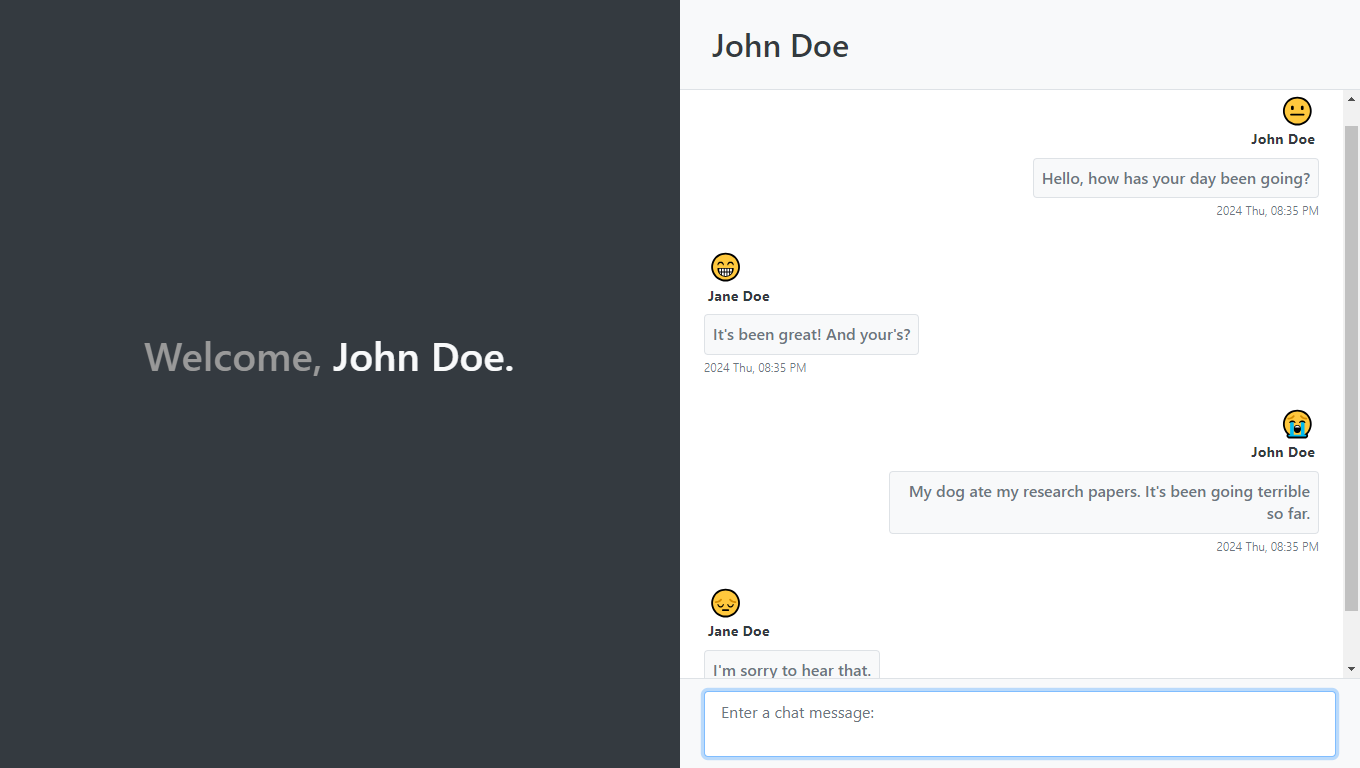 Welcome, John Doe.
John Doe
John Doe
Hello, how has your day been going?
2024 Thu, 08:35 PM
Jane Doe
It's been great! And your's?
2024 Thu, 08:35 PM
John Doe
My dog ate my research papers. It's been going terrible
so far.
2024 Thu, 08:35 PM
Jane Doe
I'm sorry to hear that.
Enter a chat message: